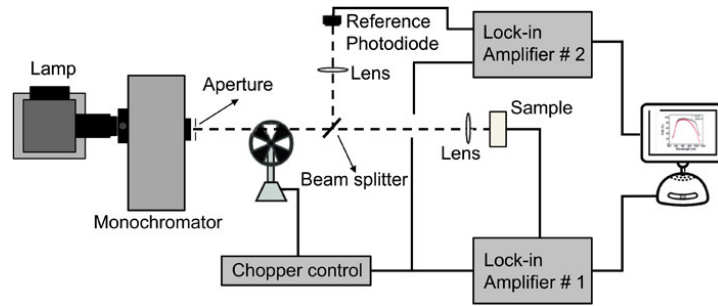 Lamp
Aperture
Monochromator
Reference
Photodiode
Lens
Beam splitter
Lens
Sample
Lock-in
Amplifier # 2
Chopper control
Lock-in
Amplifier # 1